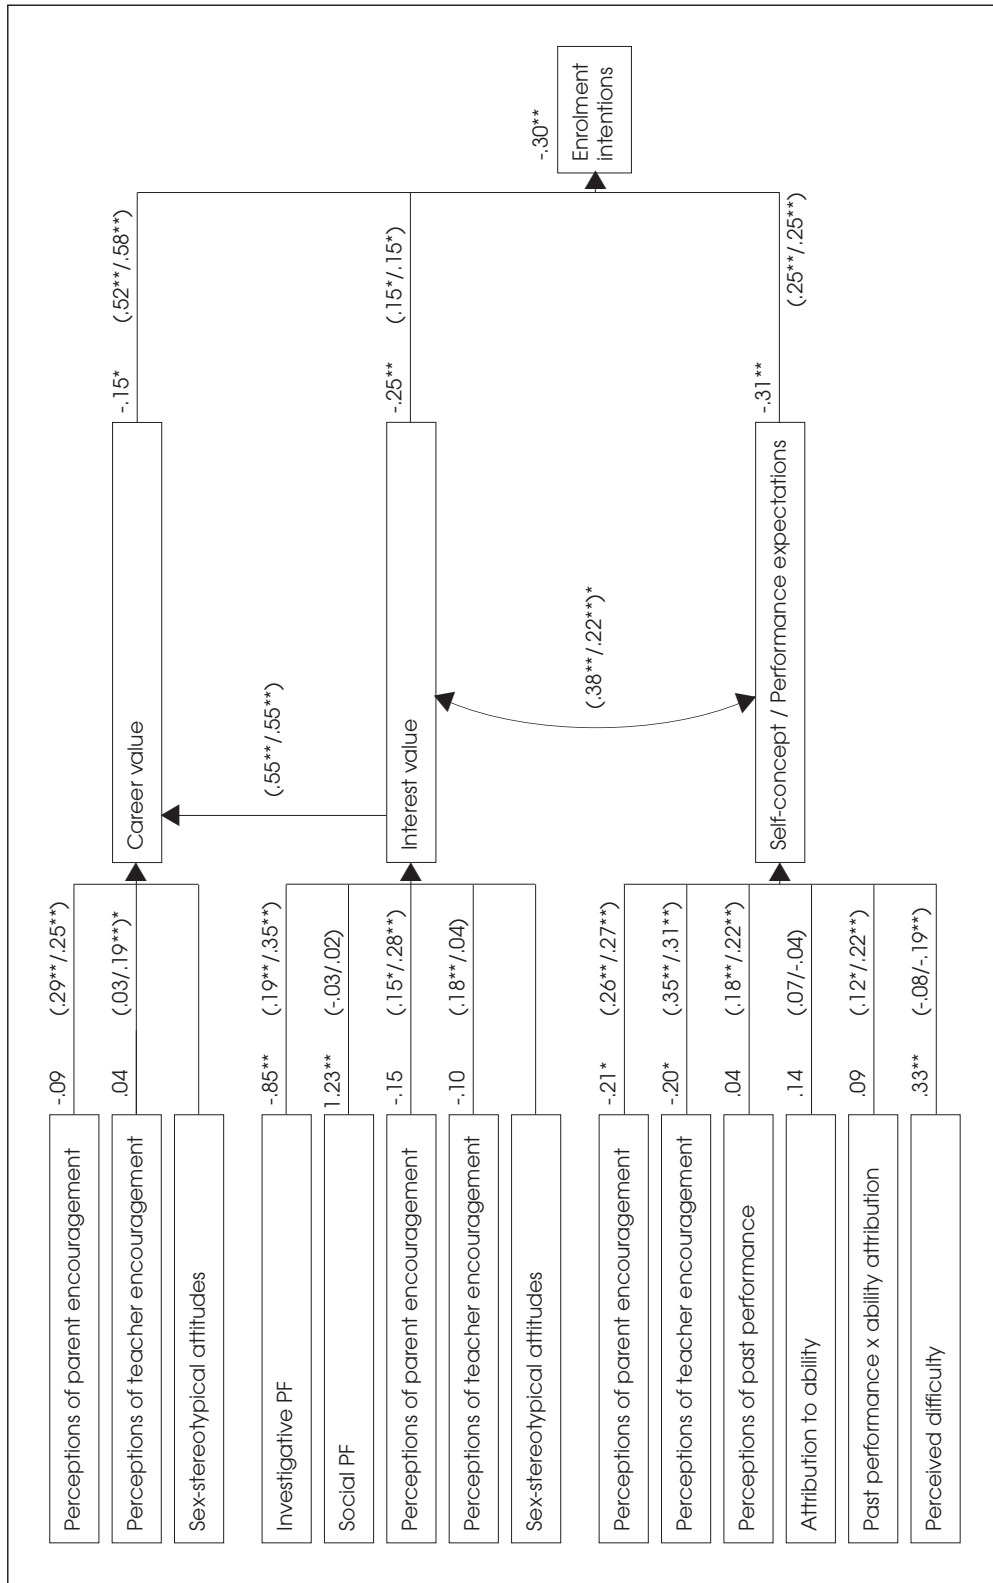 Perceptions of parent encouragement
-.09
(.29**/.25**)
Perceptions of teacher encouragement
.04
(.03/.19**)*
Sex-stereotypical attitudes
Career value
-.15*
(.52**/.58**)
(.55**/.55**)
Investigative PF
-.85**
(.19**/.35**)
Social PF
1.23**
(-.03/.02)
Perceptions of parent encouragement
-.15
(.15*/.28**)
Perceptions of teacher encouragement
-.10
(.18**/.04)
Sex-stereotypical attitudes
Interest value
-.25**
(.15*/.15*)
(.38**/.22**)*
Perceptions of parent encouragement
-.21*
(.26**/.27**)
Perceptions of teacher encouragement
-.20*
(.35**/.31**)
Perceptions of past performance
.04
(.18**/.22**)
Attribution to ability
.14
(.07/-.04)
Past performance x ability attribution
.09
(.12*/.22**)
Perceived difficulty
.33**
(-.08/-.19**)
Self-concept / Performance expectations
-.31**
(.25**/.25**)
-.30**
Enrolment
intentions